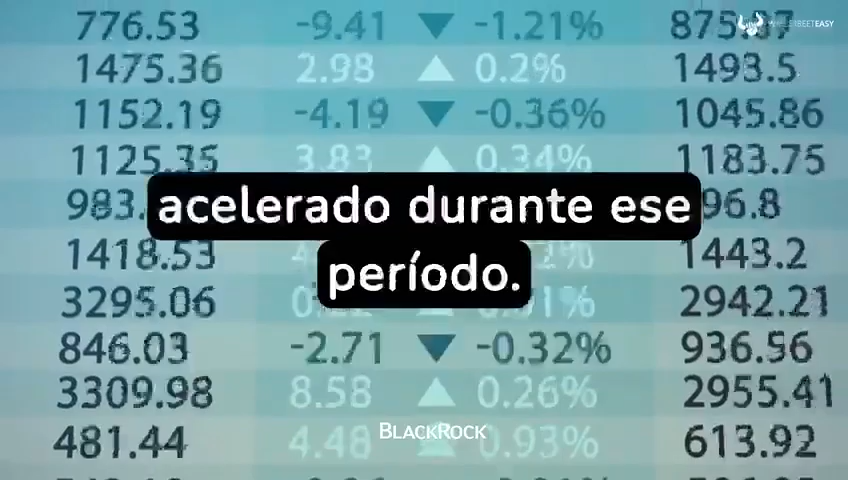 776.53 -9.41 ▼ -1.21%
WALLSTREETEASY
1475.36 2.98 ▲ 0.2% 1493.5
1152.19 -4.19 ▼ -0.36% 1045.86
1125.35 3.83 ▲ 0.34% 1183.75
acelerado durante ese
período.
1418.53 1443.2
3295.06 2942.21
846.03 -2.71 ▼ -0.32% 936.56
3309.98 8.58 ▲ 0.26% 2955.41
BLACKROCK
481.44 4.48 ▲ 0.93% 613.92